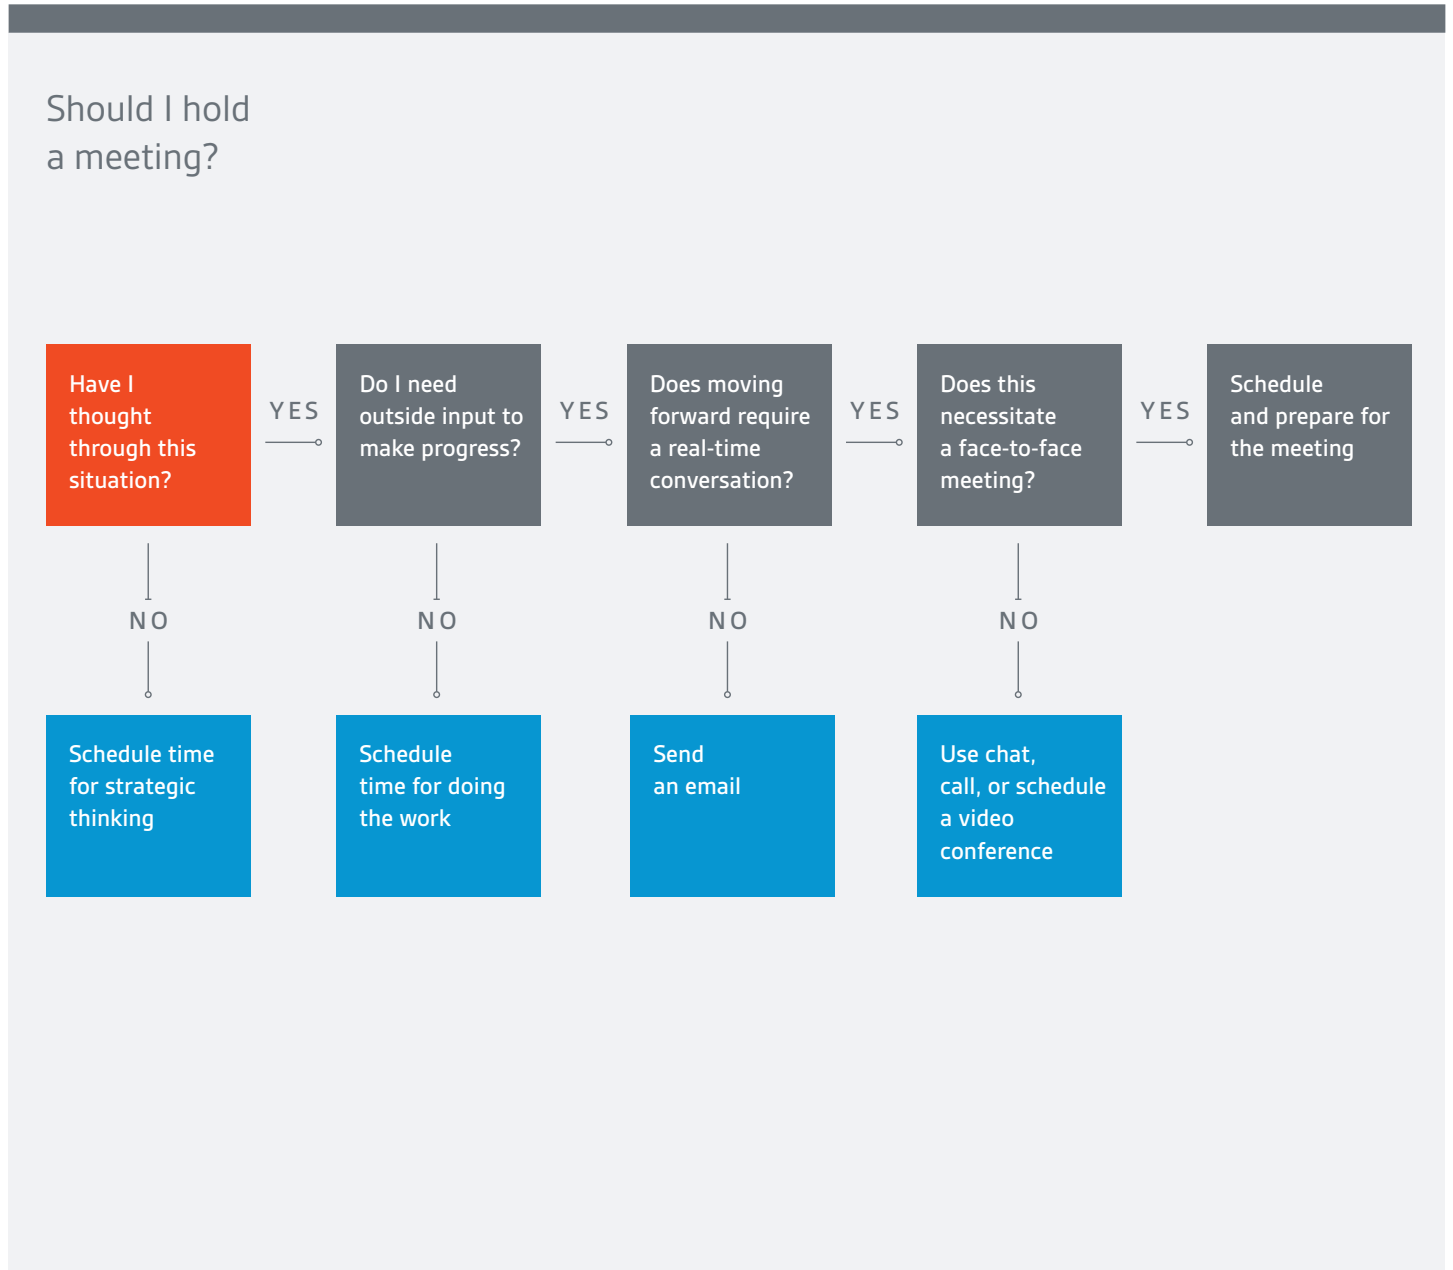 Should I hold
a meeting?
Have I
thought
through this
situation?
YES
Do I need
outside input to
make progress?
YES
Does moving
forward require
a real-time
conversation?
YES
Does this
necessitate
a face-to-face
meeting?
YES
Schedule
and prepare for
the meeting
NO
NO
NO
NO
Schedule time
for strategic
thinking
Schedule
time for doing
the work
Send
an email
Use chat,
call, or schedule
a video
conference